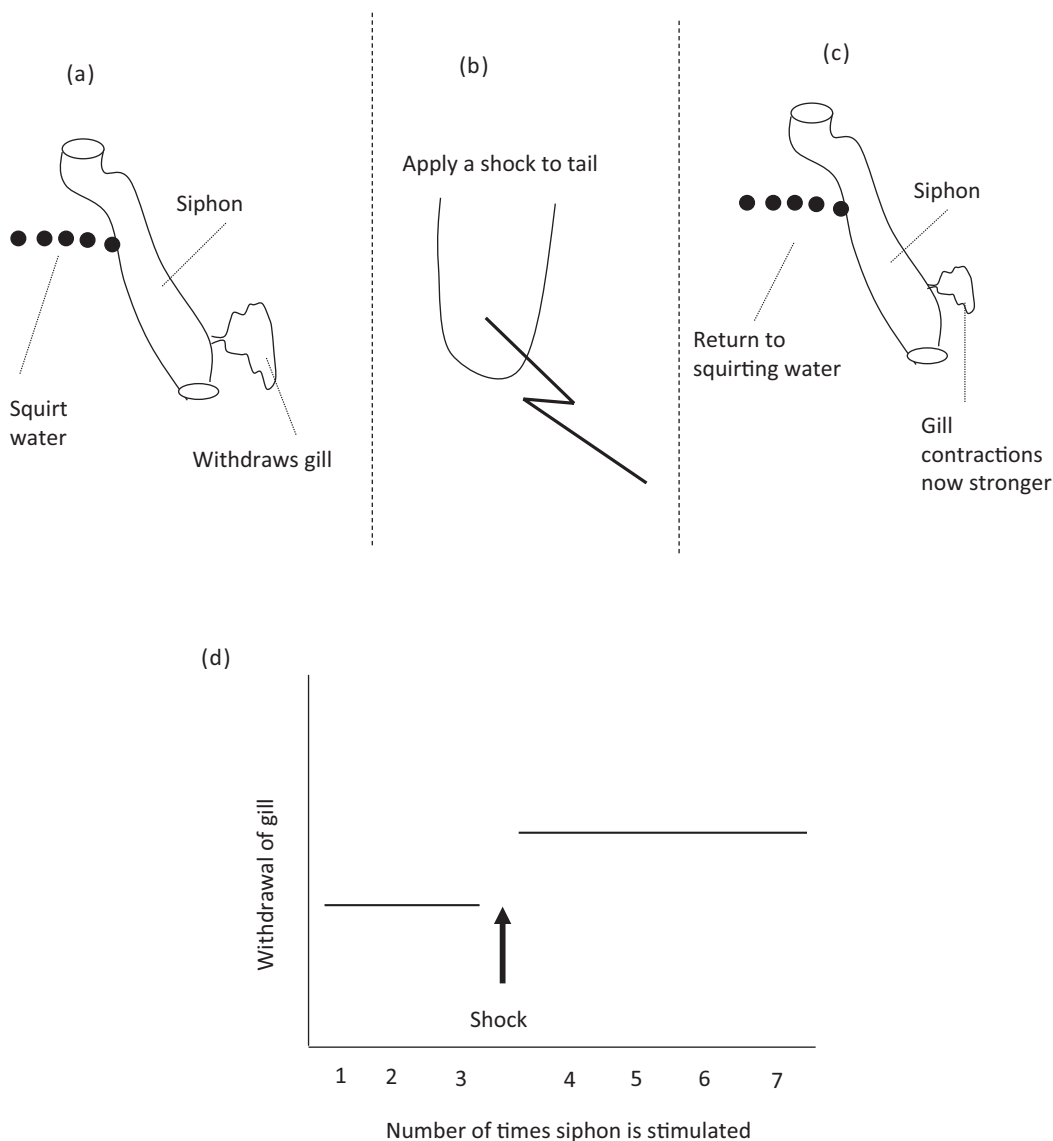 (a)
Siphon
Squirt
water
Withdraws gill
(b)
Apply a shock to tail
(c)
Siphon
Return to
squirting water
Gill
contractions
now stronger
(d)
Withdrawal of gill
Shock
1 2 3 4 5 6 7
Number of times siphon is stimulated